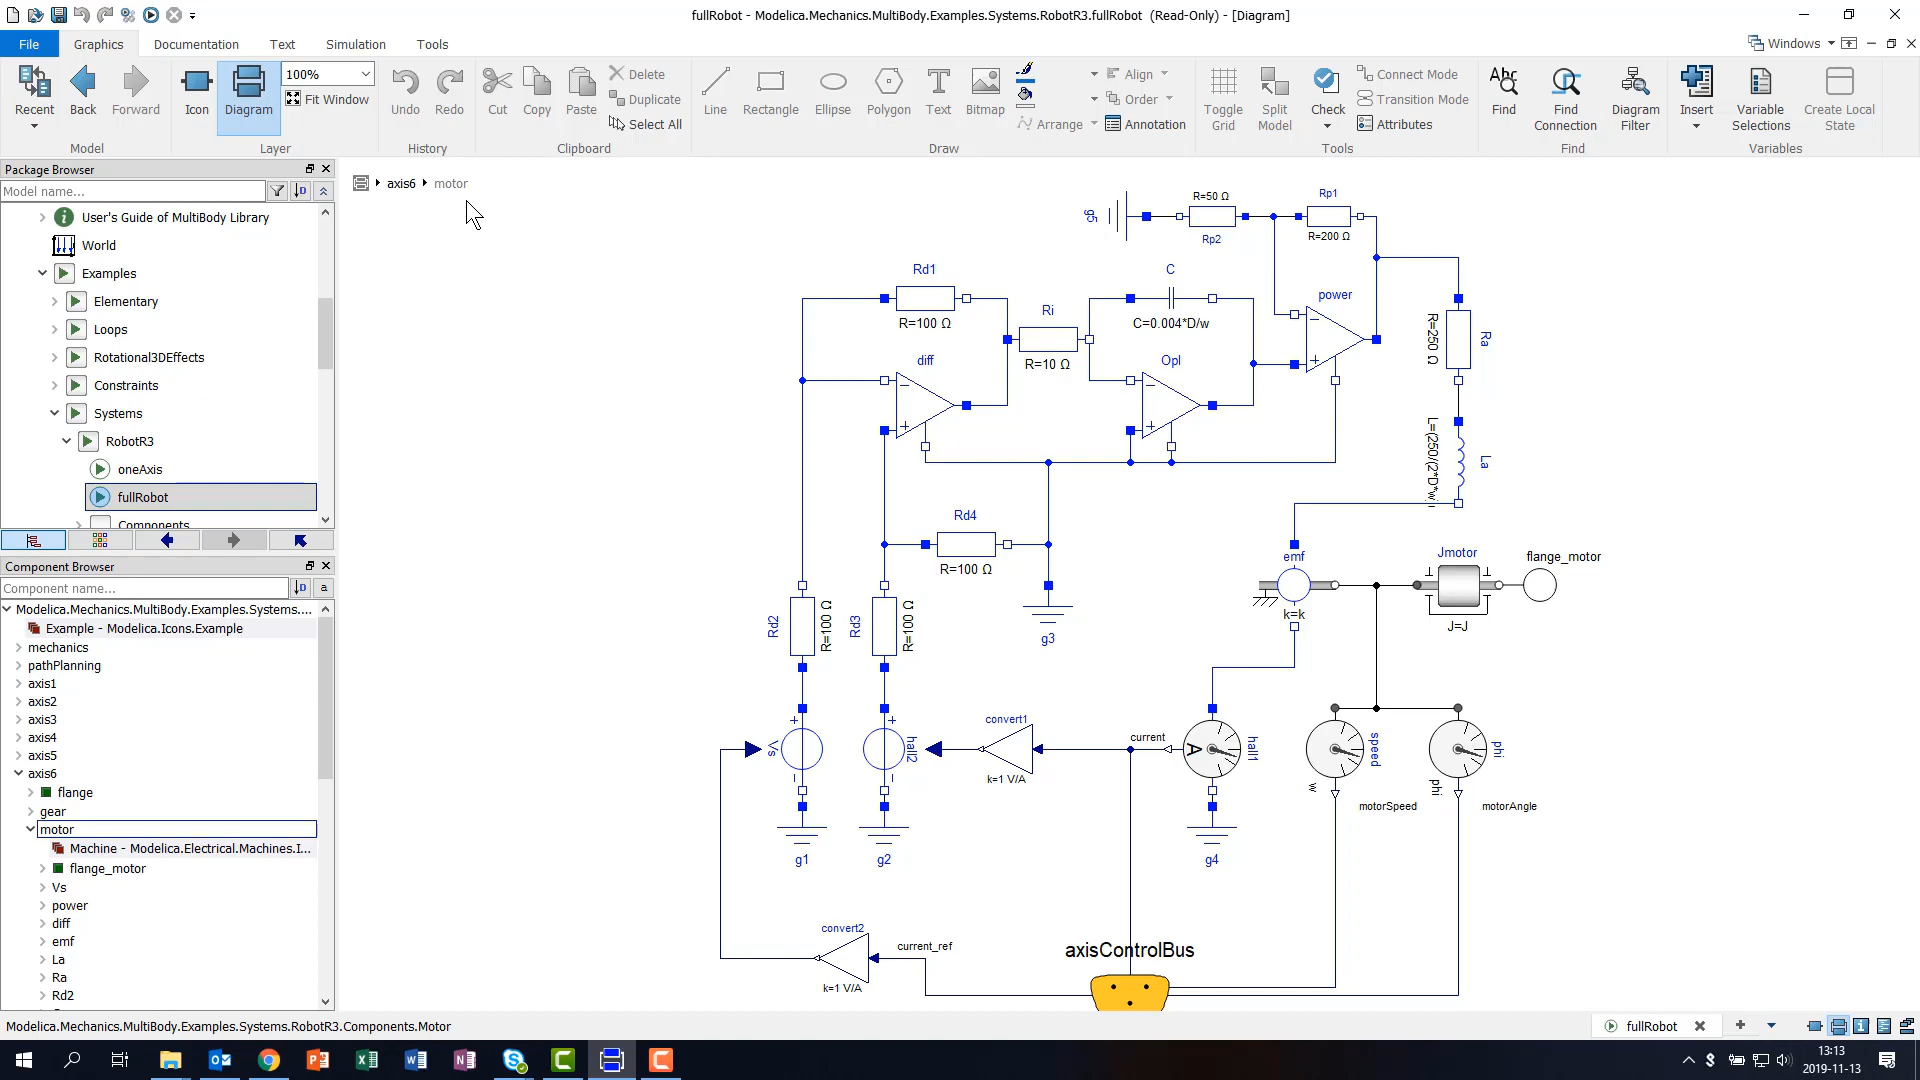 fullRobot - Modelica.Mechanics.MultiBody.Examples.Systems.RobotR3.fullRobot (Read-Only) - [Diagram]
File Graphics Documentation Text Simulation Tools
Windows
Recent
Back
Forward
Model
Icon
Diagram
100%
Fit Window
Layer
Undo
Redo
History
Cut
Copy
Paste
Delete
Duplicate
Select All
Clipboard
Line
Rectangle
Ellipse
Polygon
Text
Bitmap
Arrange
Align
Order
Annotation
Draw
Toggle Grid
Split Model
Check
Connect Mode
Transition Mode
Attributes
Tools
Find
Find Connection
Diagram Filter
Find
Insert
Variable Selections
Create Local State
Variables
Package Browser
Model name...
User's Guide of MultiBody Library
World
Examples
Elementary
Loops
Rotational3DEffects
Constraints
Systems
RobotR3
oneAxis
fullRobot
Components
Component Browser
Component name...
Modelica.Mechanics.MultiBody.Examples.Systems....
Example - Modelica.Icons.Example
mechanics
pathPlanning
axis1
axis2
axis3
axis4
axis5
axis6
flange
gear
motor
Machine - Modelica.Electrical.Machines.I...
flange_motor
Vs
power
diff
emf
La
Ra
Rd2
axis6 motor
g5
R=50 Ω
Rp2
Rp1
R=200 Ω
Rd1
R=100 Ω
Ri
R=10 Ω
C
C=0.004*D/w
power
diff
OpI
R=250 Ω
Ra
L=(250/(2*D*w
La
Rd4
R=100 Ω
g3
emf
k=k
Jmotor
J=J
flange_motor
Rd2
R=100 Ω
Rd3
R=100 Ω
Vs
+
−
hall2
+
−
convert1
k=1 V/A
current
A
hall1
speed
w
motorSpeed
phi
phi
motorAngle
g1
g2
g4
convert2
k=1 V/A
current_ref
axisControlBus
Modelica.Mechanics.MultiBody.Examples.Systems.RobotR3.Components.Motor
fullRobot
13:13
2019-11-13